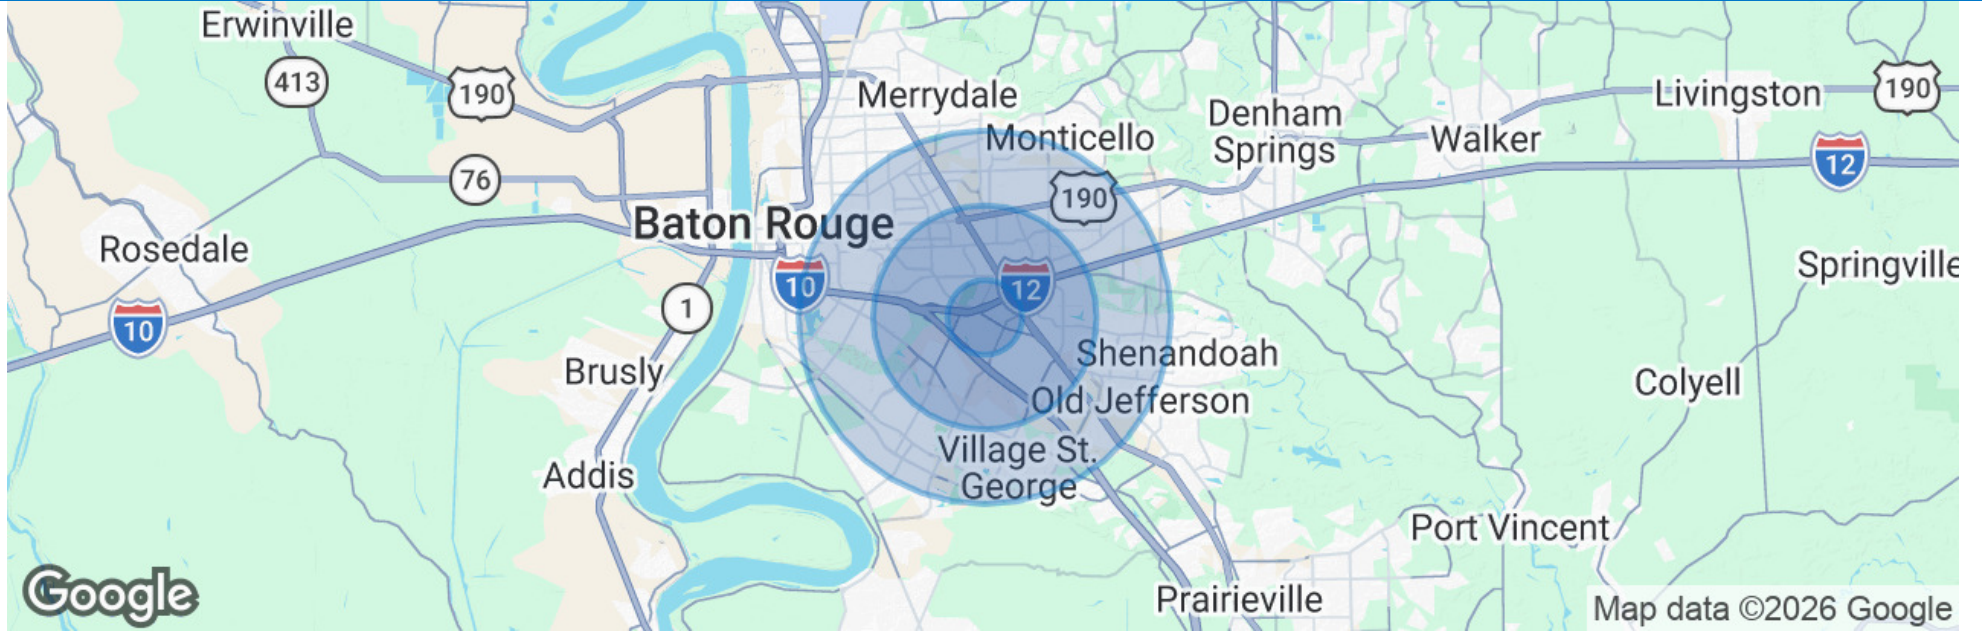 Erwinville
413
190
Merrydale
Monticello
Denham
Springs
Walker
Livingston
190
12
76
190
Baton Rouge
Rosedale
10
12
Springville
1
10
Brusly
Shenandoah
Old Jefferson
Colyell
Village St.
George
Addis
Port Vincent
Prairieville
Google
Map data ©2026 Google